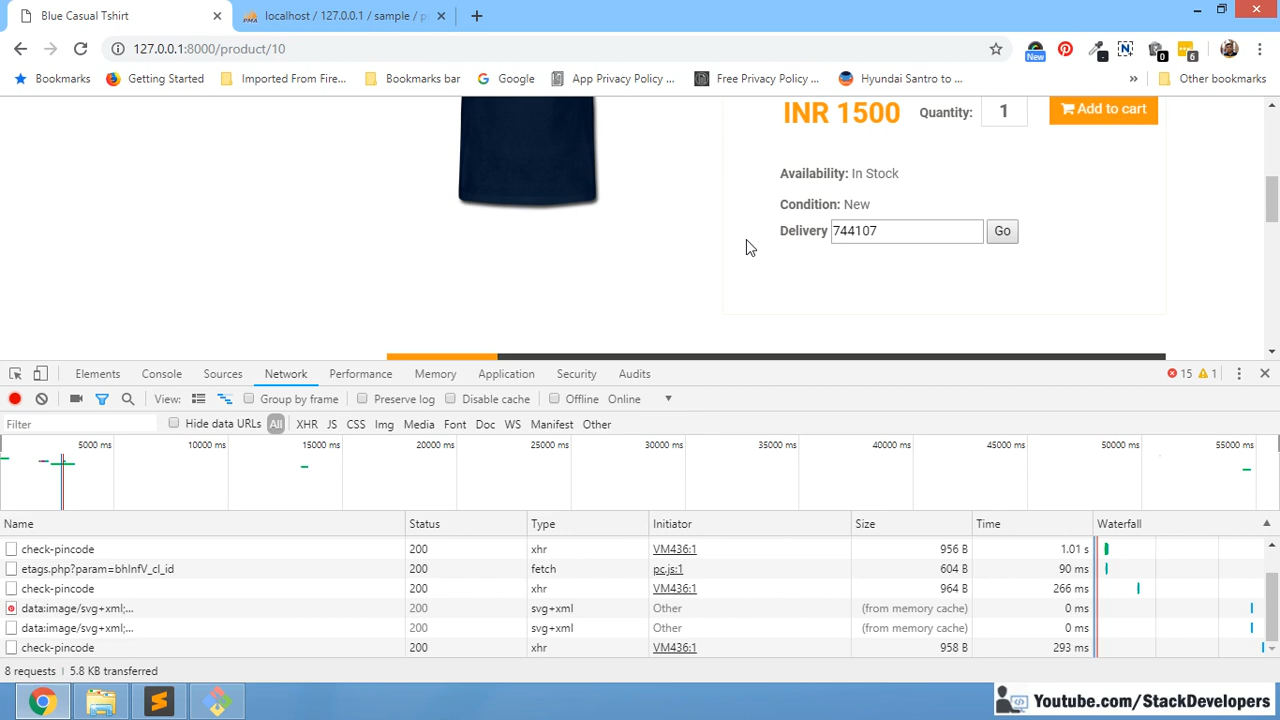 Blue Casual Tshirt
localhost / 127.0.0.1 / sample / p
127.0.0.1:8000/product/10
New
0
6
Bookmarks
Getting Started
Imported From Fire...
Bookmarks bar
Google
App Privacy Policy ...
Free Privacy Policy ...
Hyundai Santro to ...
»
Other bookmarks
INR 1500 Quantity: 1 Add to cart
Availability: In Stock
Condition: New
Delivery 744107 Go
Elements Console Sources Network Performance Memory Application Security Audits 15 1
View: Group by frame Preserve log Disable cache Offline Online
Filter Hide data URLs All XHR JS CSS Img Media Font Doc WS Manifest Other
5000 ms 10000 ms 15000 ms 20000 ms 25000 ms 30000 ms 35000 ms 40000 ms 45000 ms 50000 ms 55000 ms
Name Status Type Initiator Size Time Waterfall
check-pincode 200 xhr VM436:1 956 B 1.01 s
etags.php?param=bhInfV_cl_id 200 fetch pc.js:1 604 B 90 ms
check-pincode 200 xhr VM436:1 964 B 266 ms
data:image/svg+xml;... 200 svg+xml Other (from memory cache) 0 ms
data:image/svg+xml;... 200 svg+xml Other (from memory cache) 0 ms
check-pincode 200 xhr VM436:1 958 B 293 ms
8 requests | 5.8 KB transferred
Youtube.com/StackDevelopers